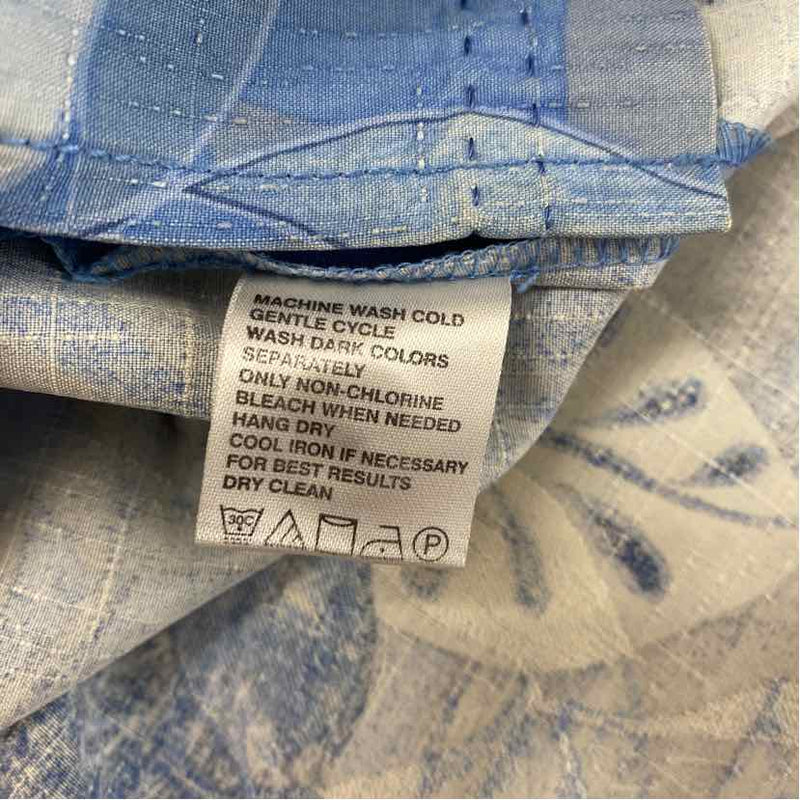 MACHINE WASH COLD
GENTLE CYCLE
WASH DARK COLORS
SEPARATELY
ONLY NON-CHLORINE
BLEACH WHEN NEEDED
HANG DRY
COOL IRON IF NECESSARY
FOR BEST RESULTS
DRY CLEAN
30C P